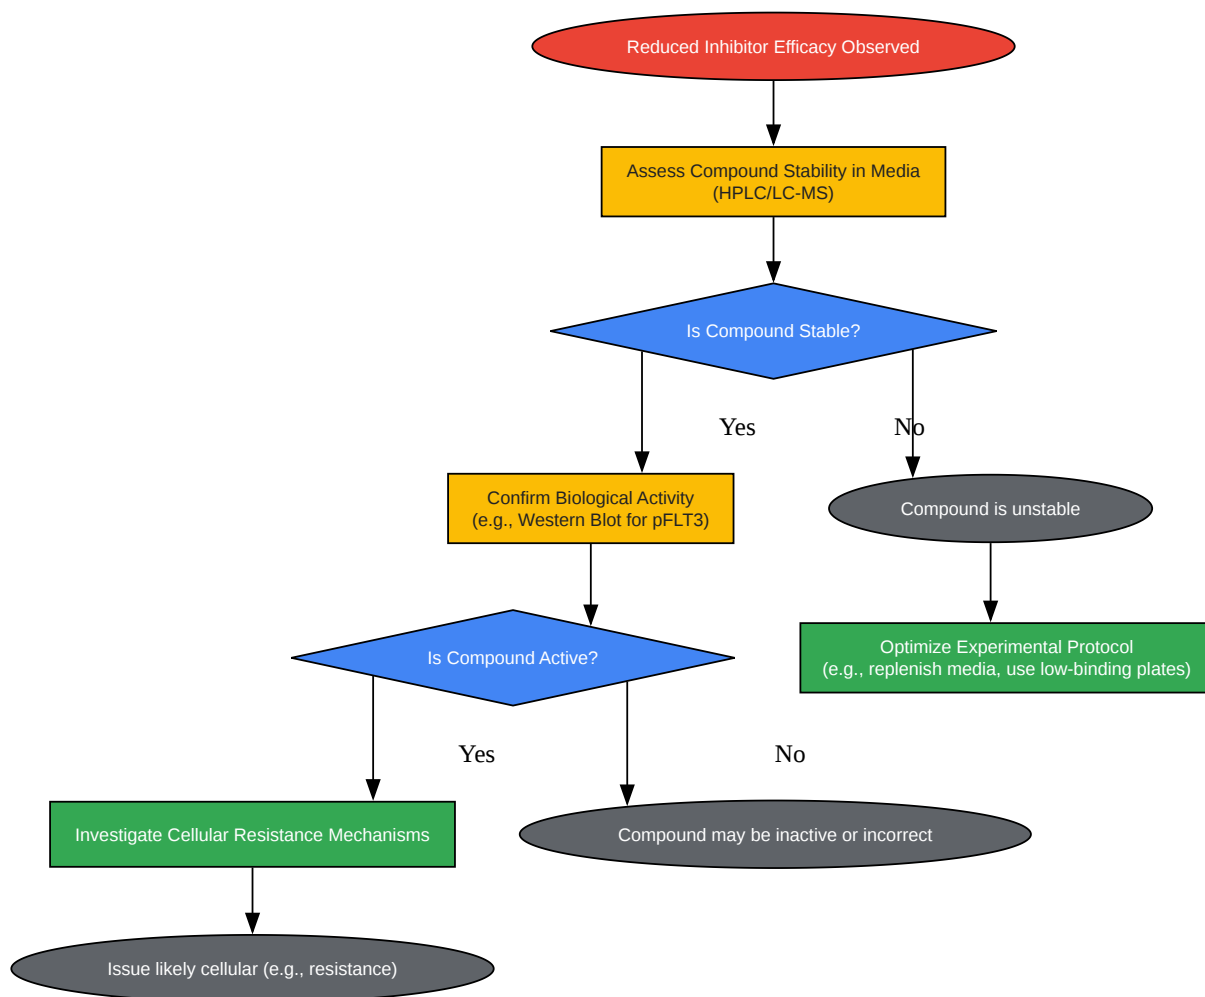 Reduced Inhibitor Efficacy Observed
Assess Compound Stability in Media
(HPLC/LC-MS)
Is Compound Stable?
Yes
No
Confirm Biological Activity
(e.g., Western Blot for pFLT3)
Compound is unstable
Is Compound Active?
Optimize Experimental Protocol
(e.g., replenish media, use low-binding plates)
Yes
No
Investigate Cellular Resistance Mechanisms
Compound may be inactive or incorrect
Issue likely cellular (e.g., resistance)